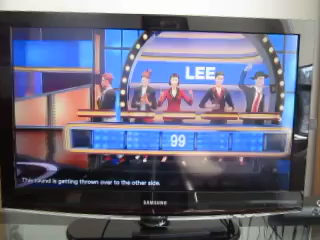 LEE
99
This round is getting thrown over to the other side.
SAMSUNG